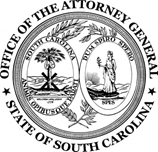 OFFICE OF THE ATTORNEY GENERAL
SOUTH CAROLINA
DUM SPIRO SPERO
ANIMIS OPIBUSQUE PARATI
SPES
STATE OF SOUTH CAROLINA